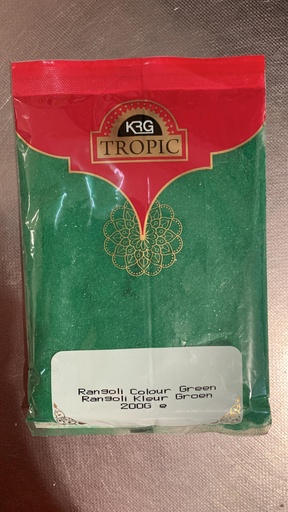 KRG
TROPIC
Rangoli Colour Green
Rangoli Kleur Groen
200G e